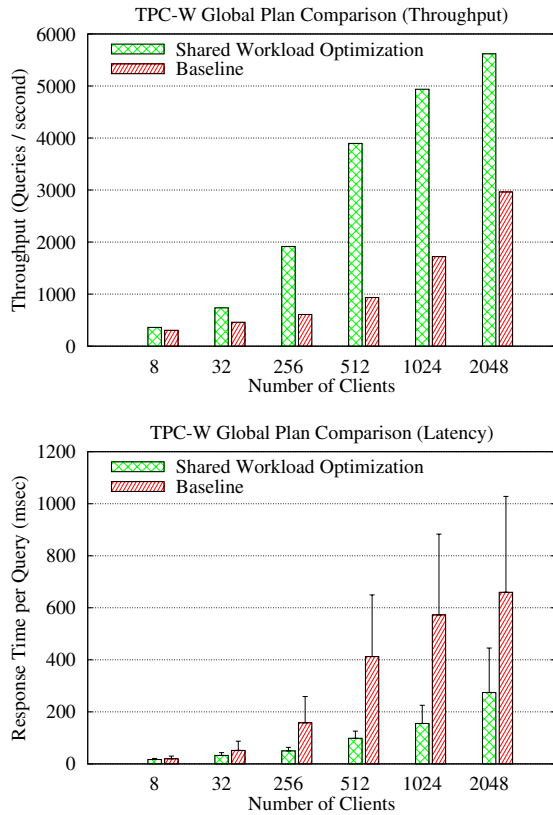 TPC-W Global Plan Comparison (Throughput)
6000
5000
4000
3000
2000
1000
0
Throughput (Queries / second)
Shared Workload Optimization
Baseline
8 32 256 512 1024 2048
Number of Clients
TPC-W Global Plan Comparison (Latency)
1200
1000
800
600
400
200
0
Response Time per Query (msec)
Shared Workload Optimization
Baseline
8 32 256 512 1024 2048
Number of Clients